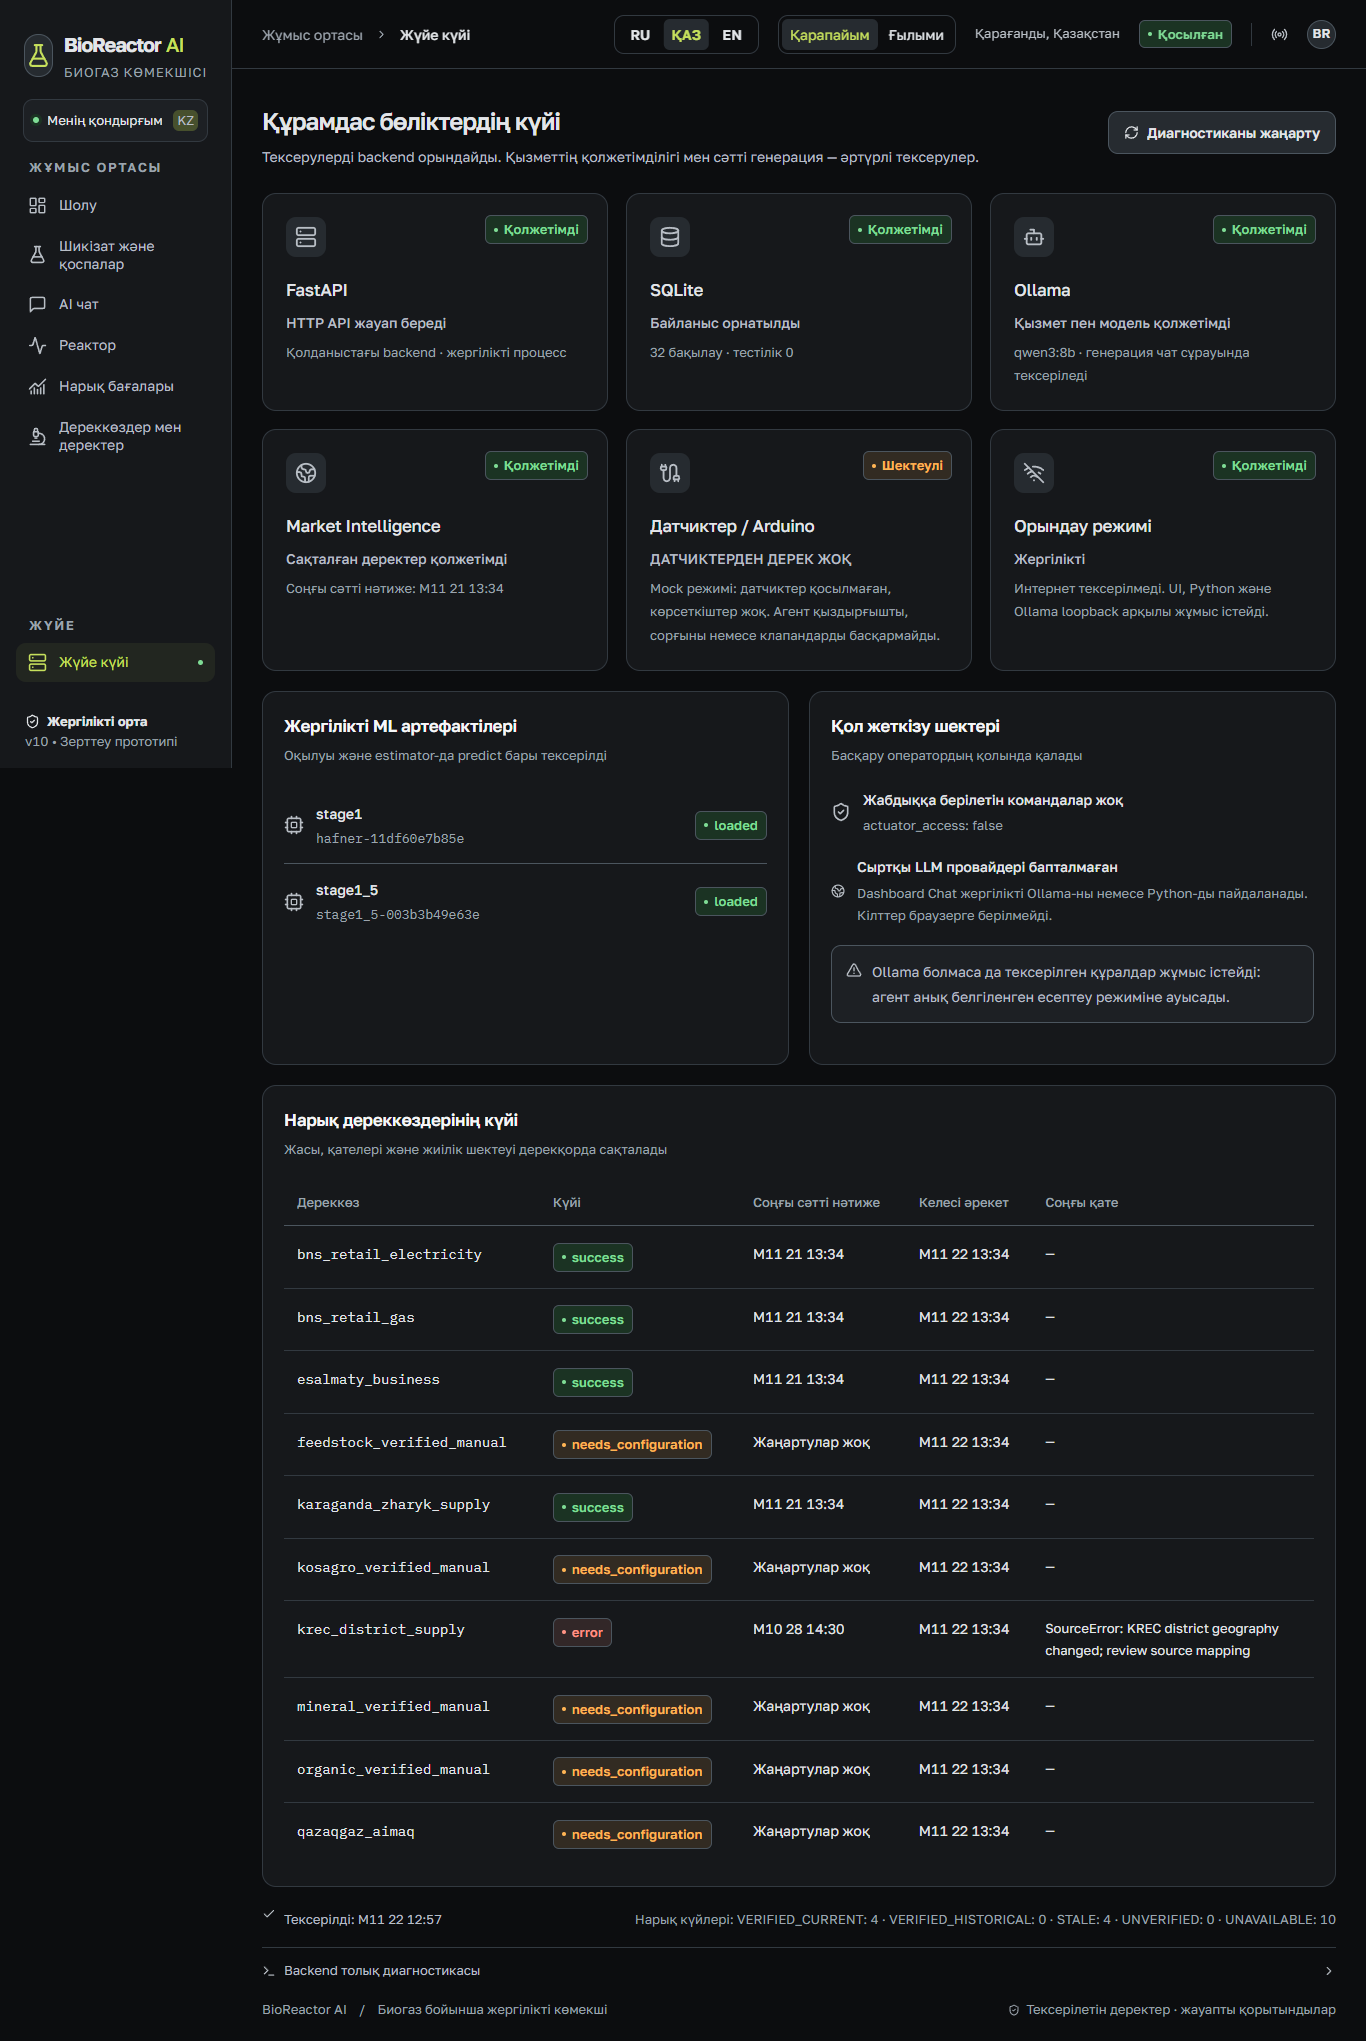 BioReactor AI
БИОГАЗ КӨМЕКШІСІ
Менің қондырғым KZ
ЖҰМЫС ОРТАСЫ
Шолу
Шикізат және
қоспалар
AI чат
Реактор
Нарық бағалары
Дереккөздер мен
деректер
ЖҮЙЕ
Жүйе күйі
Жергілікті орта
v10 • Зерттеу прототипі
Жұмыс ортасы > Жүйе күйі
RU ҚАЗ EN
Қарапайым Ғылыми
Қарағанды, Қазақстан
Қосылған
BR
Құрамдас бөліктердің күйі
Тексерулерді backend орындайды. Қызметтің қолжетімділігі мен сәтті генерация — әртүрлі тексерулер.
Диагностиканы жаңарту
Қолжетімді
FastAPI
HTTP API жауап береді
Қолданыстағы backend · жергілікті процесс
Қолжетімді
SQLite
Байланыс орнатылды
32 бақылау · тестілік 0
Қолжетімді
Ollama
Қызмет пен модель қолжетімді
qwen3:8b · генерация чат сұрауында
тексеріледі
Қолжетімді
Market Intelligence
Сақталған деректер қолжетімді
Соңғы сәтті нәтиже: M11 21 13:34
Шектеулі
Датчиктер / Arduino
ДАТЧИКТЕРДЕН ДЕРЕК ЖОҚ
Mock режимі: датчиктер қосылмаған,
көрсеткіштер жоқ. Агент қыздырғышты,
сорғыны немесе клапандарды басқармайды.
Қолжетімді
Орындау режимі
Жергілікті
Интернет тексерілмеді. UI, Python және
Ollama loopback арқылы жұмыс істейді.
Жергілікті ML артефактілері
Оқылуы және estimator-да predict бары тексерілді
stage1
hafner-11df60e7b85e
loaded
stage1_5
stage1_5-003b3b49e63e
loaded
Қол жеткізу шектері
Басқару оператордың қолында қалады
Жабдыққа берілетін командалар жоқ
actuator_access: false
Сыртқы LLM провайдері бапталмаған
Dashboard Chat жергілікті Ollama-ны немесе Python-ды пайдаланады.
Кілттер браузерге берілмейді.
Ollama болмаса да тексерілген құралдар жұмыс істейді:
агент анық белгіленген есептеу режиміне ауысады.
Нарық дереккөздерінің күйі
Жасы, қателері және жиілік шектеуі дерекқорда сақталады
Дереккөз Күйі Соңғы сәтті нәтиже Келесі әрекет Соңғы қате
bns_retail_electricity success M11 21 13:34 M11 22 13:34 —
bns_retail_gas success M11 21 13:34 M11 22 13:34 —
esalmaty_business success M11 21 13:34 M11 22 13:34 —
feedstock_verified_manual needs_configuration Жаңартулар жоқ M11 22 13:34 —
karaganda_zharyk_supply success M11 21 13:34 M11 22 13:34 —
kosagro_verified_manual needs_configuration Жаңартулар жоқ M11 22 13:34 —
krec_district_supply error M10 28 14:30 M11 22 13:34 SourceError: KREC district geography
changed; review source mapping
mineral_verified_manual needs_configuration Жаңартулар жоқ M11 22 13:34 —
organic_verified_manual needs_configuration Жаңартулар жоқ M11 22 13:34 —
qazaqgaz_aimaq needs_configuration Жаңартулар жоқ M11 22 13:34 —
Тексерілді: M11 22 12:57
Нарық күйлері: VERIFIED_CURRENT: 4 · VERIFIED_HISTORICAL: 0 · STALE: 4 · UNVERIFIED: 0 · UNAVAILABLE: 10
Backend толық диагностикасы
BioReactor AI / Биогаз бойынша жергілікті көмекші
Тексерілетін деректер · жауапты қорытындылар